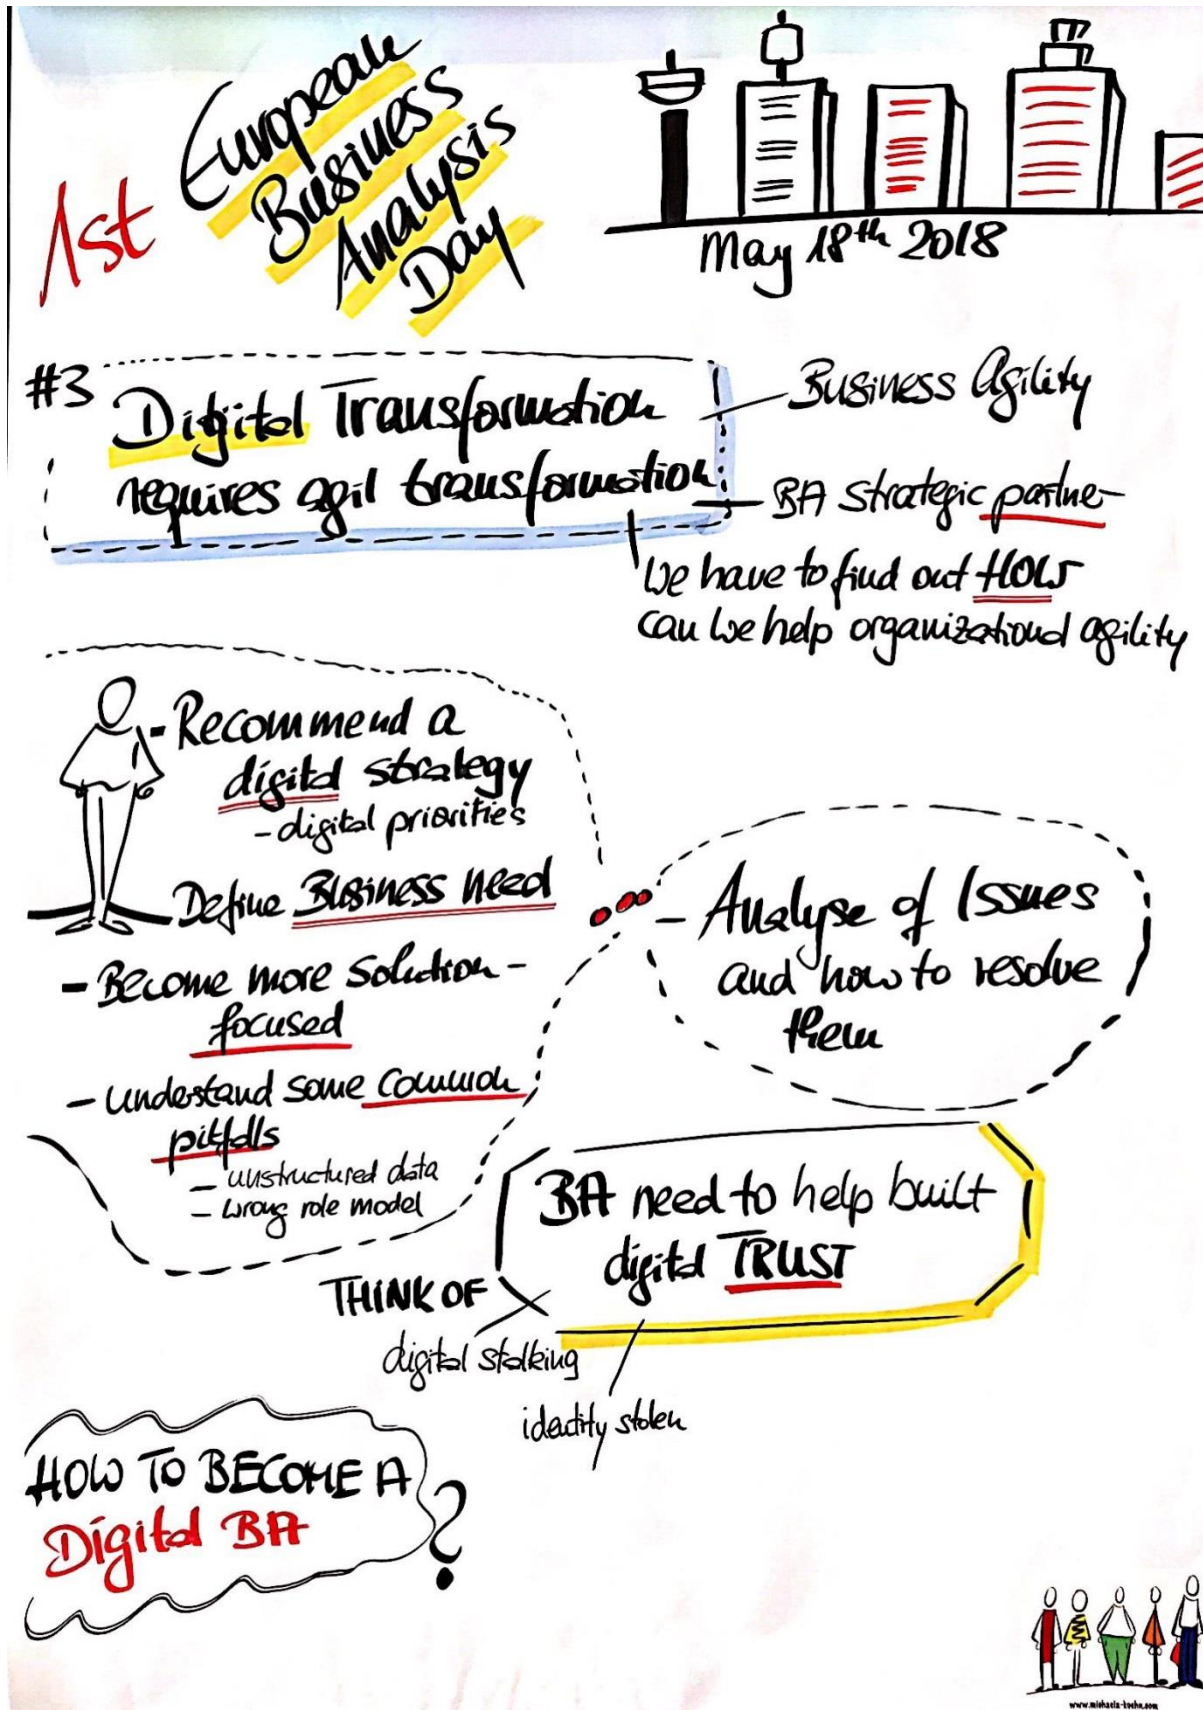 1st
European
Business
Analysis
Day
May 18th 2018
#3
Digital Transformation
requires agil transformation
Business Agility
BA Strategic partner
We have to find out HOW
can we help organizational agility
- Recommend a
digital strategy
- digital priorities
Define Business need
- Become more solution-
focused
- understand some common
pitfalls
- unstructured data
- wrong role model
- Analyse of Issues
and how to resolve
them
BA need to help built
digital TRUST
THINK OF
digital stalking
identity stolen
HOW TO BECOME A
Digital BA
?